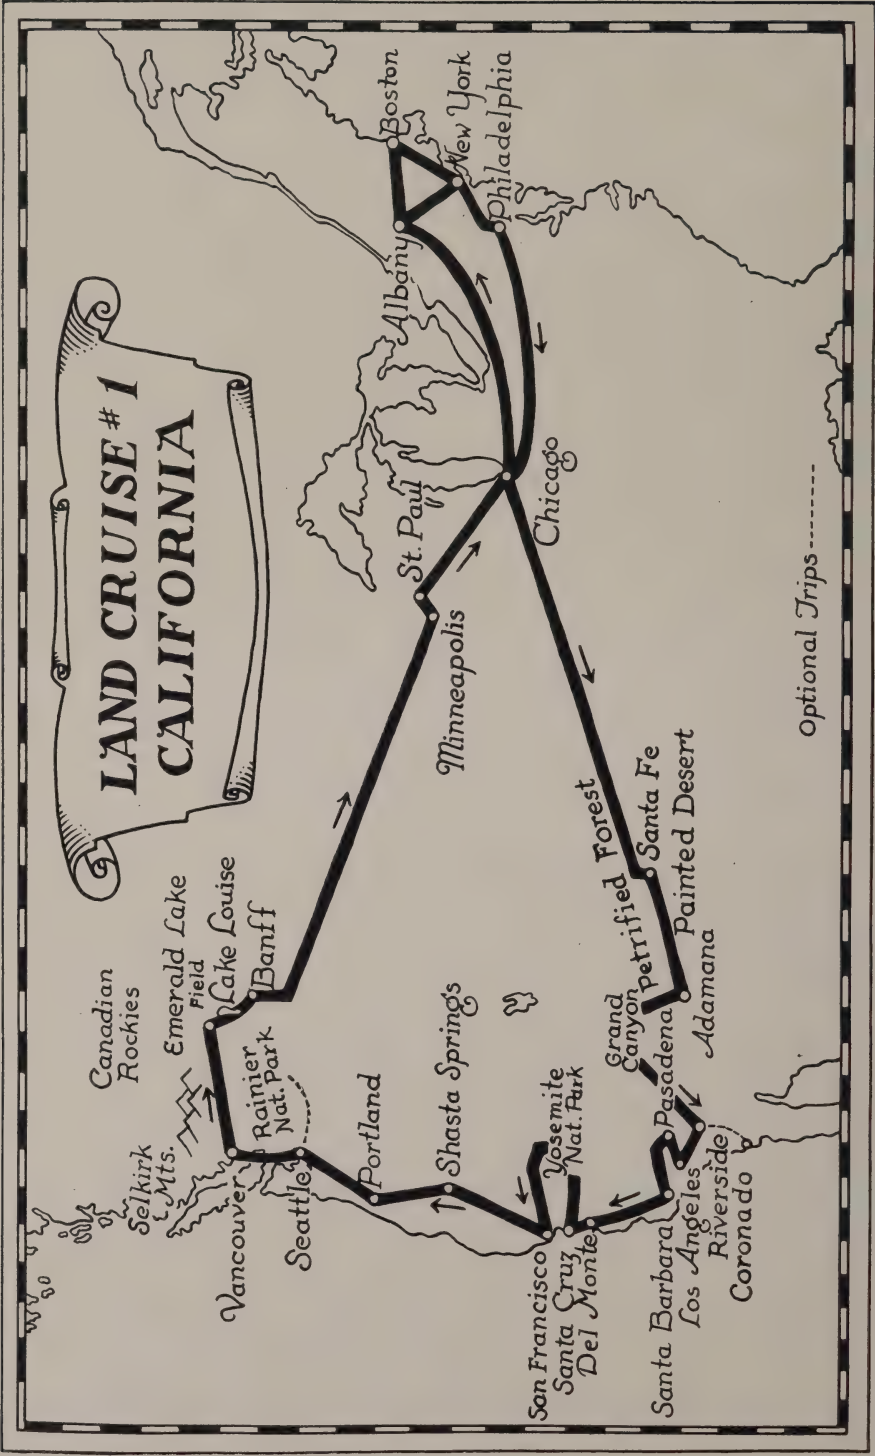 LAND CRUISE #1
CALIFORNIA
Canadian
Rockies
Selkirk
Mts.
Emerald Lake
Field
Lake Louise
Banff
Vancouver
Rainier
Nat. Park
Seattle
Portland
Shasta Springs
San Francisco
Yosemite
Nat. Park
Santa Cruz
Del Monte
Santa Barbara
Los Angeles
Pasadena
Riverside
Coronado
Grand
Canyon
Petrified Forest
Adamana
Painted Desert
Santa Fe
Minneapolis
St. Paul
Chicago
Albany
Boston
New York
Philadelphia
Optional Trips